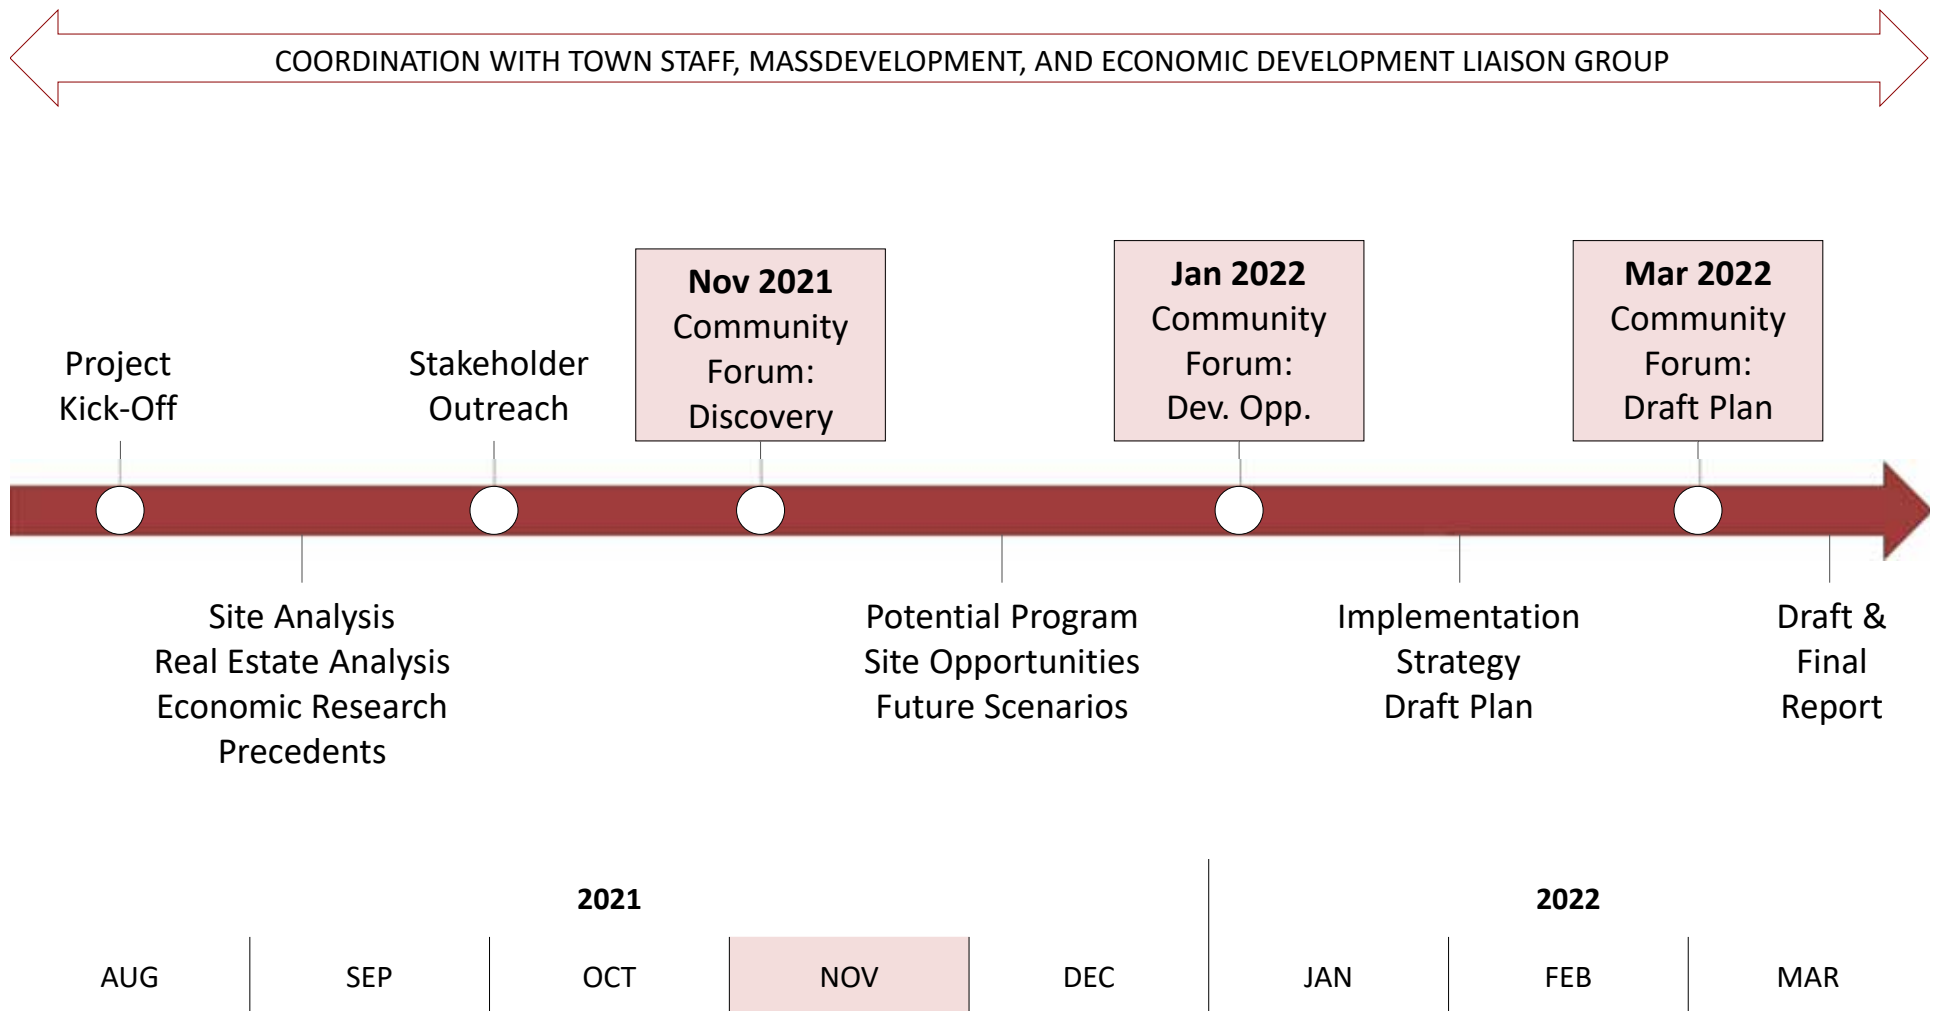 COORDINATION WITH TOWN STAFF, MASSDEVELOPMENT, AND ECONOMIC DEVELOPMENT LIAISON GROUP
Project
Kick-Off
Stakeholder
Outreach
Nov 2021
Community
Forum:
Discovery
Jan 2022
Community
Forum:
Dev. Opp.
Mar 2022
Community
Forum:
Draft Plan
Site Analysis
Real Estate Analysis
Economic Research
Precedents
Potential Program
Site Opportunities
Future Scenarios
Implementation
Strategy
Draft Plan
Draft &
Final
Report
2021
2022
AUG
SEP
OCT
NOV
DEC
JAN
FEB
MAR